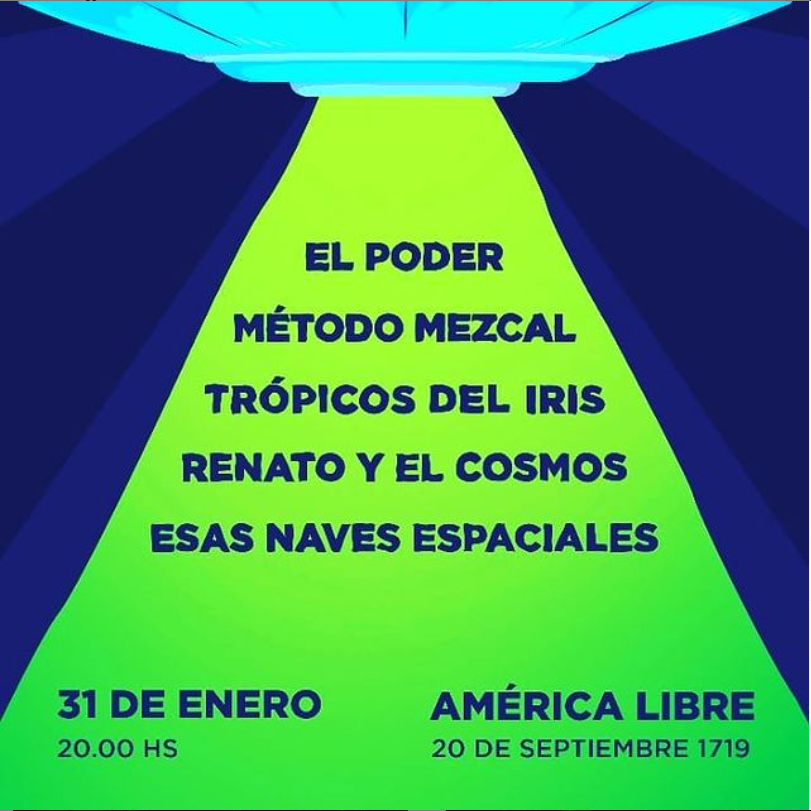 EL PODER
MÉTODO MEZCAL
TRÓPICOS DEL IRIS
RENATO Y EL COSMOS
ESAS NAVES ESPACIALES
31 DE ENERO
20.00 HS
AMÉRICA LIBRE
20 DE SEPTIEMBRE 1719